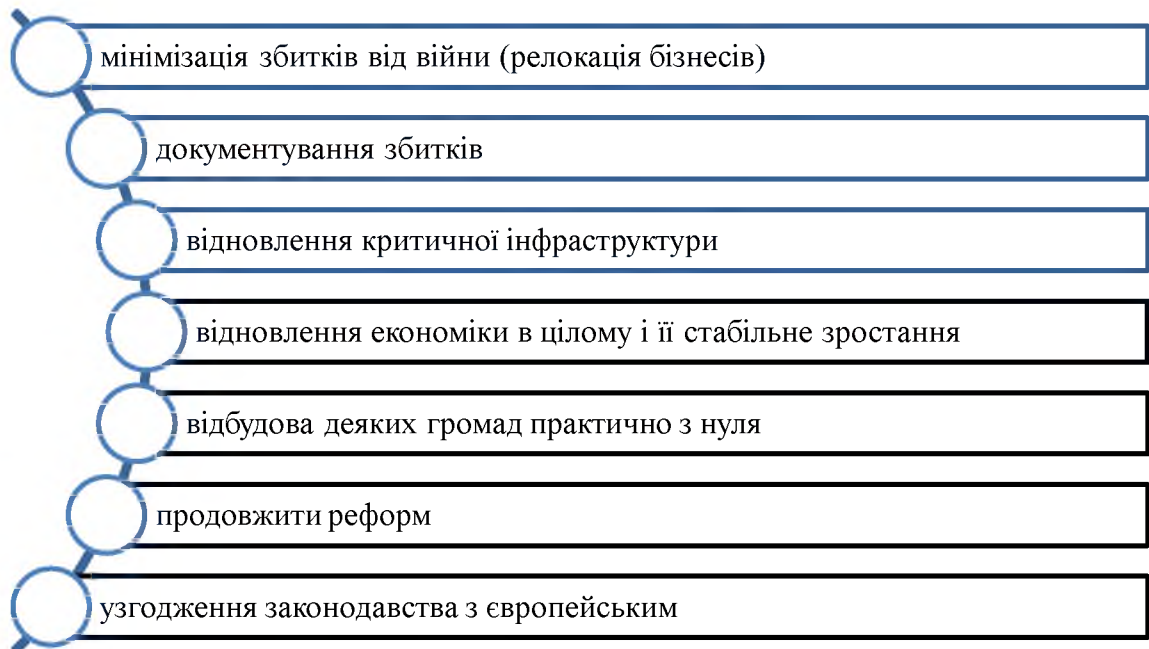 мінімізація збитків від війни (релокація бізнесів)
документування збитків
відновлення критичної інфраструктури
відновлення економіки в цілому і її стабільне зростання
відбудова деяких громад практично з нуля
продовжити реформ
узгодження законодавства з європейським